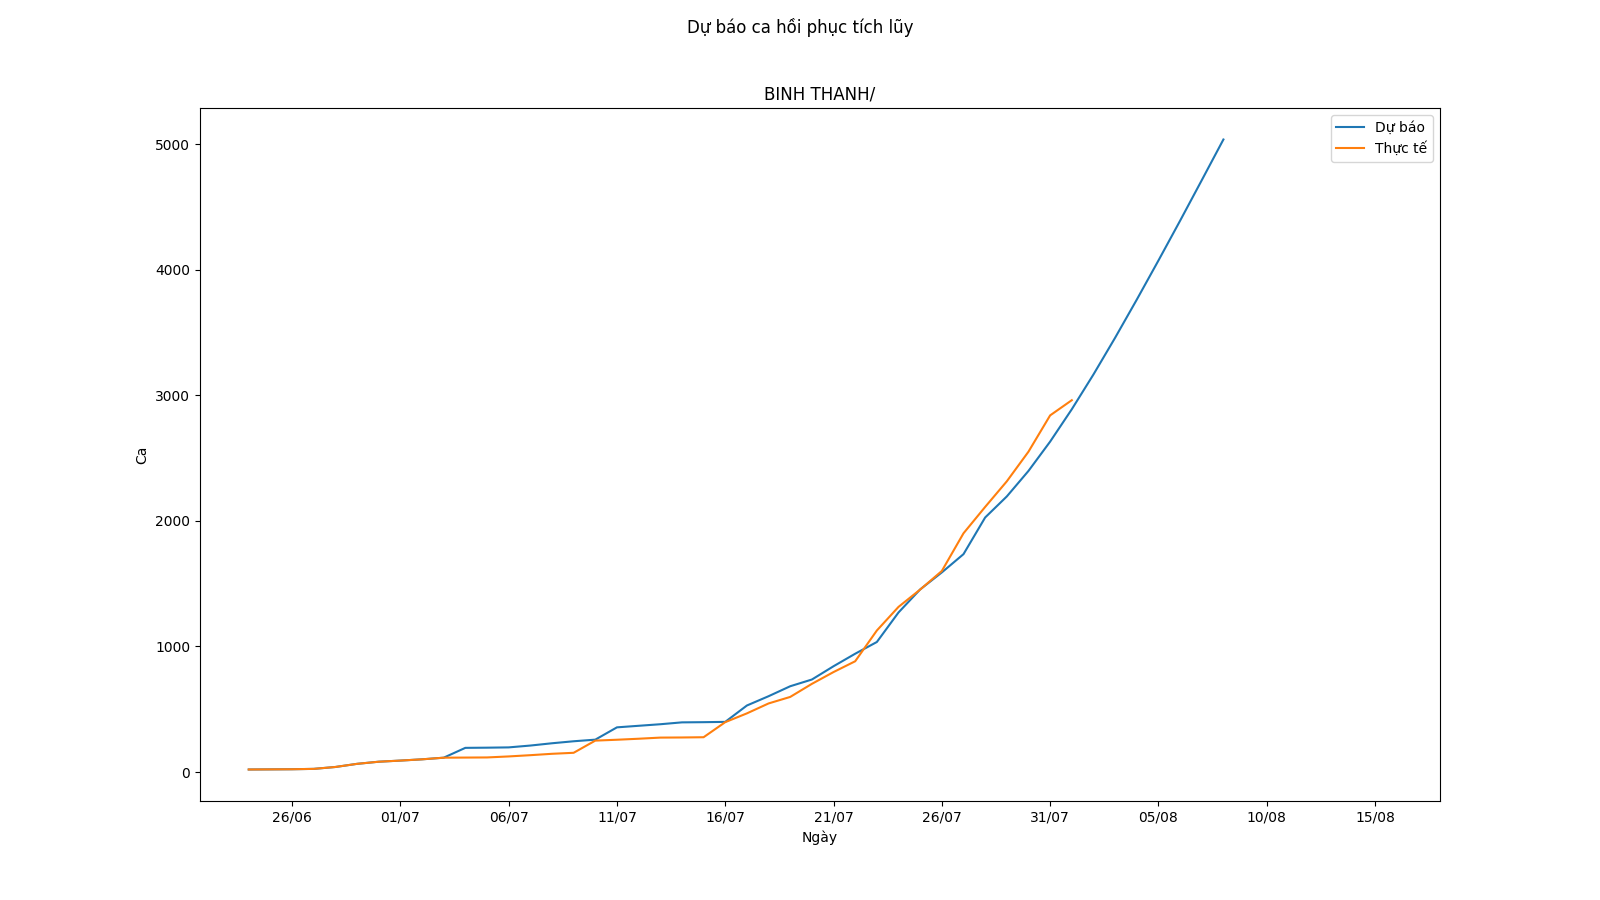 Dự báo ca hồi phục tích lũy
BINH THANH/
Dự báo
Thực tế
5000
4000
3000
2000
1000
0
Ca
26/06 01/07 06/07 11/07 16/07 21/07 26/07 31/07 05/08 10/08 15/08
Ngày